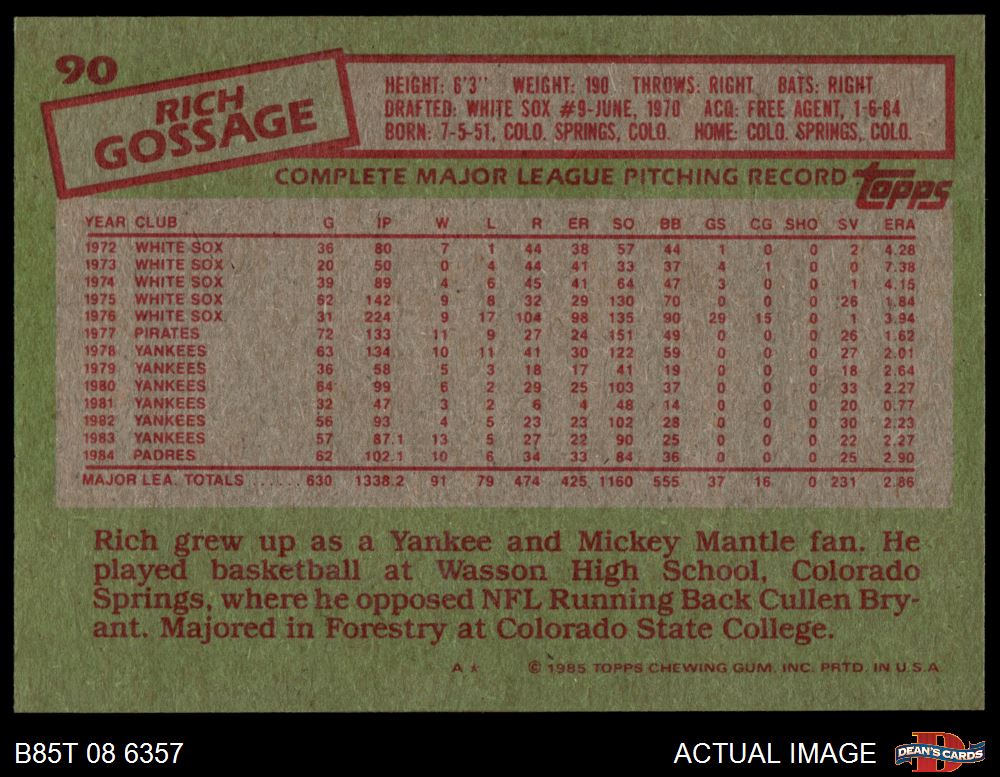 90
RICH
GOSSAGE
HEIGHT: 6'3" WEIGHT: 190 THROWS: RIGHT BATS: RIGHT
DRAFTED: WHITE SOX #9-JUNE, 1970 ACQ: FREE AGENT, 1-6-84
BORN: 7-5-51, COLO. SPRINGS, COLO. HOME: COLO. SPRINGS, COLO.
COMPLETE MAJOR LEAGUE PITCHING RECORD topps
YEAR CLUB G IP W L R ER SO BB GS CG SHO SV ERA
1972 WHITE SOX 36 80 7 1 44 38 57 44 1 0 0 2 4.28
1973 WHITE SOX 20 50 0 4 44 41 33 37 4 1 0 0 7.38
1974 WHITE SOX 39 89 4 6 45 41 64 47 3 0 0 1 4.15
1975 WHITE SOX 62 142 9 8 32 29 130 70 0 0 0 26 1.84
1976 WHITE SOX 31 224 9 17 104 98 135 90 29 15 0 1 3.94
1977 PIRATES 72 133 11 9 27 24 151 49 0 0 0 26 1.62
1978 YANKEES 63 134 10 11 41 30 122 59 0 0 0 27 2.01
1979 YANKEES 36 58 5 3 18 17 41 19 0 0 0 18 2.64
1980 YANKEES 64 99 6 2 29 25 103 37 0 0 0 33 2.27
1981 YANKEES 32 47 3 2 6 4 48 14 0 0 0 20 0.77
1982 YANKEES 56 93 4 5 23 23 102 28 0 0 0 30 2.23
1983 YANKEES 57 87.1 13 5 27 22 90 25 0 0 0 22 2.27
1984 PADRES 62 102.1 10 6 34 33 84 36 0 0 0 25 2.90
MAJOR LEA. TOTALS ...... 630 1338.2 91 79 474 425 1160 555 37 16 0 231 2.86
Rich grew up as a Yankee and Mickey Mantle fan. He
played basketball at Wasson High School, Colorado
Springs, where he opposed NFL Running Back Cullen Bry-
ant. Majored in Forestry at Colorado State College.
A ★ © 1985 TOPPS CHEWING GUM, INC. PRTD. IN U.S.A.
B85T 08 6357 ACTUAL IMAGE D DEAN'S CARDS